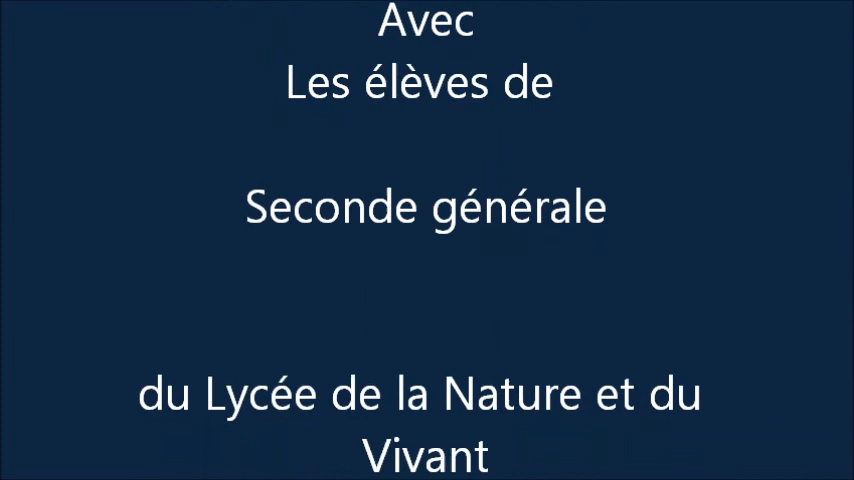 Avec
Les élèves de
Seconde générale
du Lycée de la Nature et du
Vivant